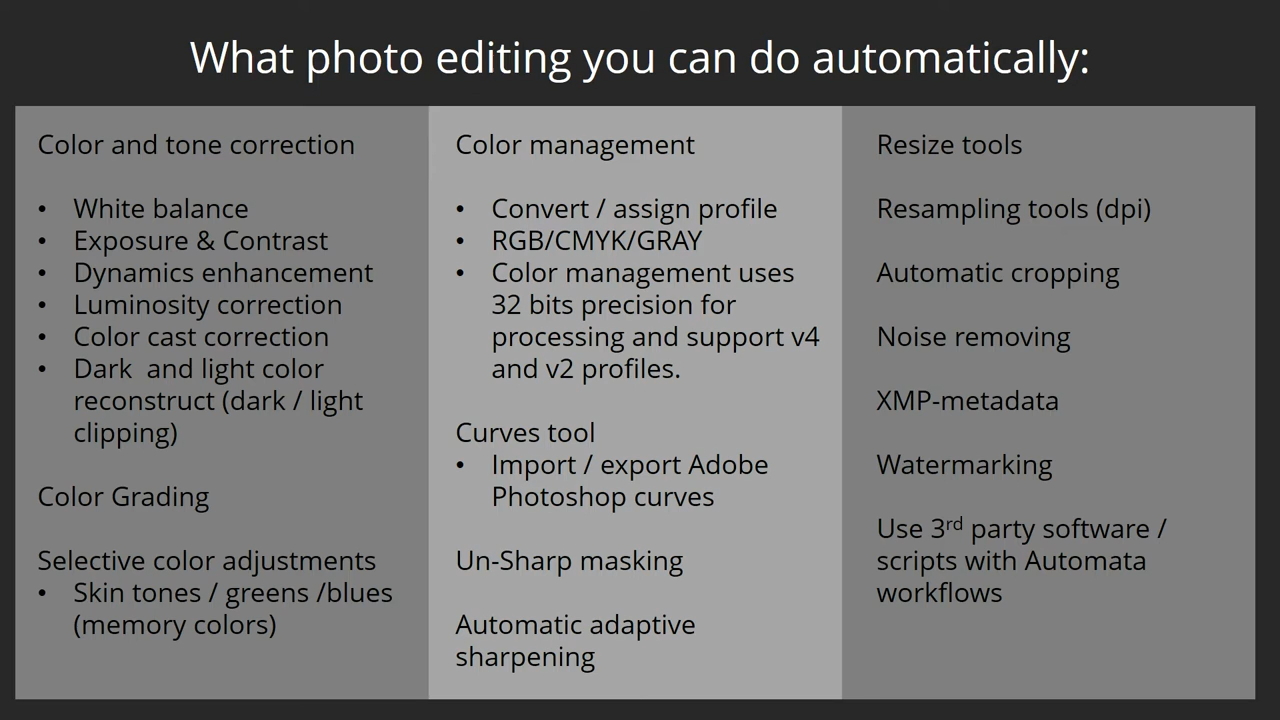 What photo editing you can do automatically:
Color and tone correction
• White balance
• Exposure & Contrast
• Dynamics enhancement
• Luminosity correction
• Color cast correction
• Dark  and light color
reconstruct (dark / light
clipping)
Color Grading
Selective color adjustments
• Skin tones / greens /blues
(memory colors)
Color management
• Convert / assign profile
• RGB/CMYK/GRAY
• Color management uses
32 bits precision for
processing and support v4
and v2 profiles.
Curves tool
• Import / export Adobe
Photoshop curves
Un-Sharp masking
Automatic adaptive
sharpening
Resize tools
Resampling tools (dpi)
Automatic cropping
Noise removing
XMP-metadata
Watermarking
Use 3rd party software /
scripts with Automata
workflows